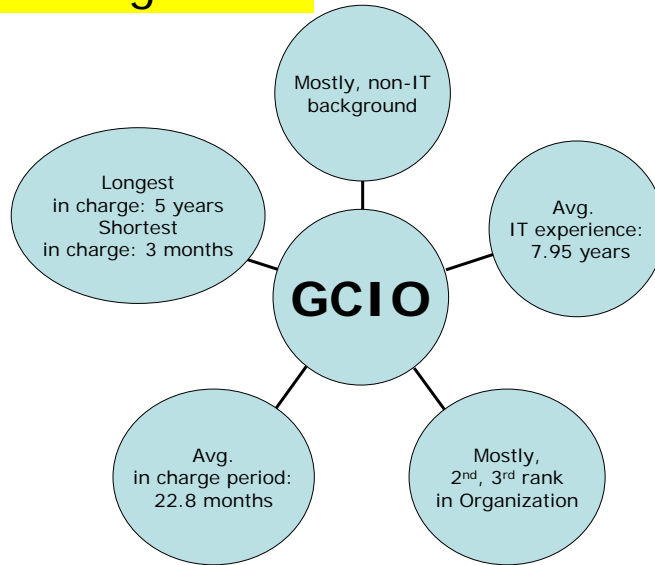 Mostly, non-IT
background
Longest
in charge: 5 years
Shortest
in charge: 3 months
Avg.
IT experience:
7.95 years
GCIO
Avg.
in charge period:
22.8 months
Mostly,
2nd, 3rd rank
in Organization